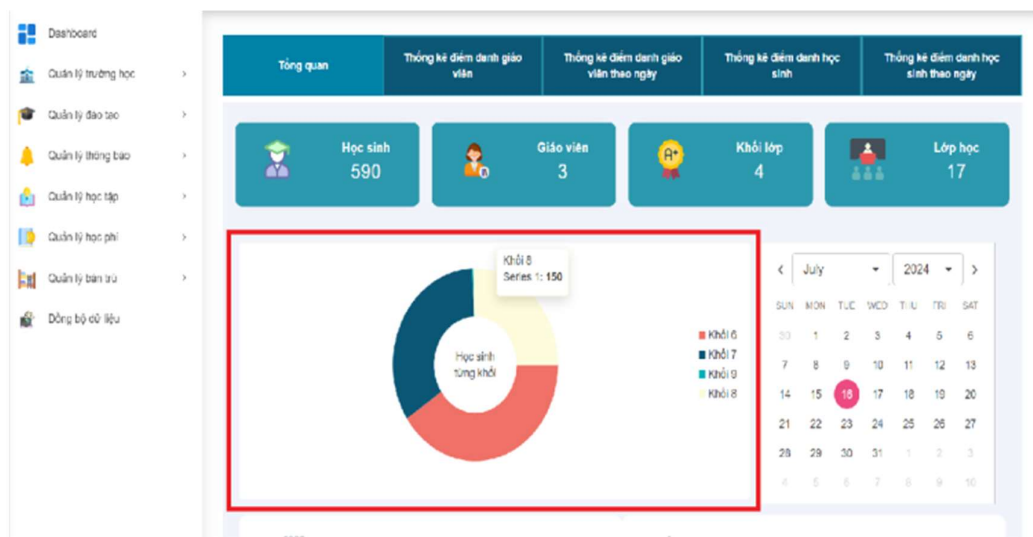 Dashboard
Quản lý trường học
Quản lý đào tạo
Quản lý thông báo
Quản lý học tập
Quản lý học phí
Quản lý bán trú
Đồng bộ dữ liệu
Tổng quan
Thống kê điểm danh giáo
viên
Thống kê điểm danh giáo
viên theo ngày
Thống kê điểm danh học
sinh
Thống kê điểm danh học
sinh theo ngày
Học sinh
590
Giáo viên
3
A+
Khối lớp
4
Lớp học
17
Khối 8
Series 1: 150
Học sinh
từng khối
Khối 6
Khối 7
Khối 9
Khối 8
July
2024
SUN MON TUE WED THU FRI SAT
30 1 2 3 4 5 6
7 8 9 10 11 12 13
14 15 16 17 18 19 20
21 22 23 24 25 26 27
28 29 30 31 1 2 3
4 5 6 7 8 9 10